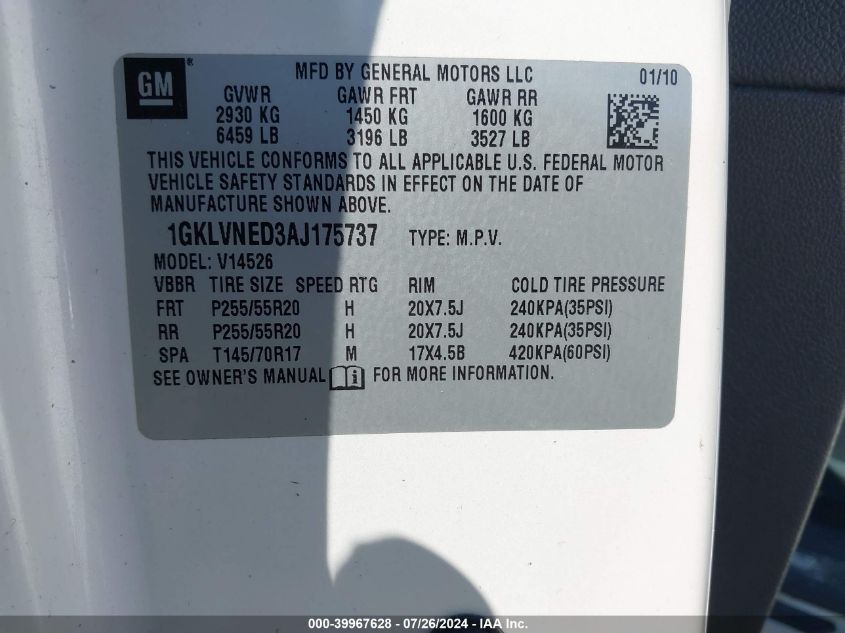 GM® MFD BY GENERAL MOTORS LLC 01/10
GVWR GAWR FRT GAWR RR
2930 KG 1450 KG 1600 KG
6459 LB 3196 LB 3527 LB
THIS VEHICLE CONFORMS TO ALL APPLICABLE U.S. FEDERAL MOTOR
VEHICLE SAFETY STANDARDS IN EFFECT ON THE DATE OF
MANUFACTURE SHOWN ABOVE.
1GKLVNED3AJ175737 TYPE: M.P.V.
MODEL: V14526
VBBR TIRE SIZE SPEED RTG RIM COLD TIRE PRESSURE
FRT P255/55R20 H 20X7.5J 240KPA(35PSI)
RR P255/55R20 H 20X7.5J 240KPA(35PSI)
SPA T145/70R17 M 17X4.5B 420KPA(60PSI)
SEE OWNER'S MANUAL i FOR MORE INFORMATION.
000-39967628 - 07/26/2024 - IAA Inc.